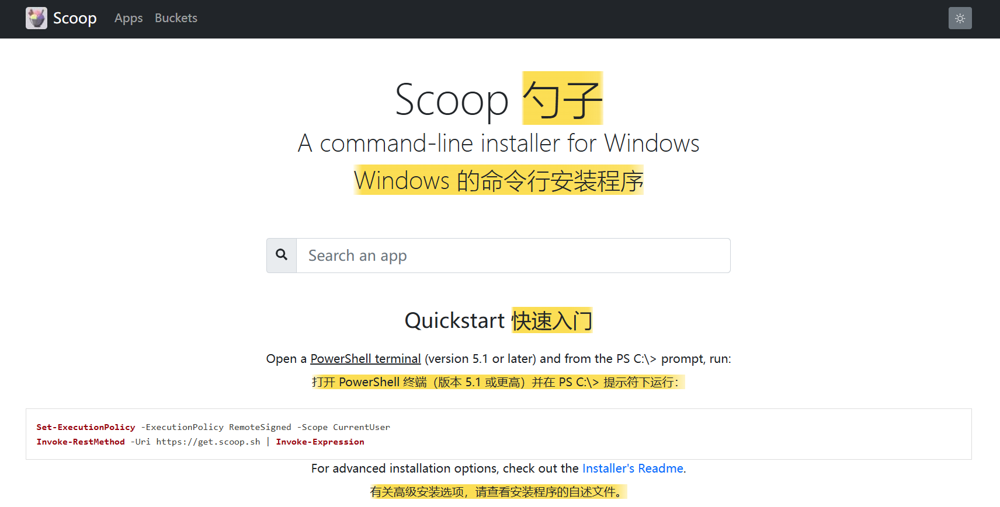 Scoop Apps Buckets
Scoop 勺子
A command-line installer for Windows
Windows 的命令行安装程序
Search an app
Quickstart 快速入门
Open a PowerShell terminal (version 5.1 or later) and from the PS C:\> prompt, run:
打开 PowerShell 终端（版本 5.1 或更高）并在 PS C:\> 提示符下运行：
Set-ExecutionPolicy -ExecutionPolicy RemoteSigned -Scope CurrentUser
Invoke-RestMethod -Uri https://get.scoop.sh | Invoke-Expression
For advanced installation options, check out the Installer's Readme.
有关高级安装选项，请查看安装程序的自述文件。